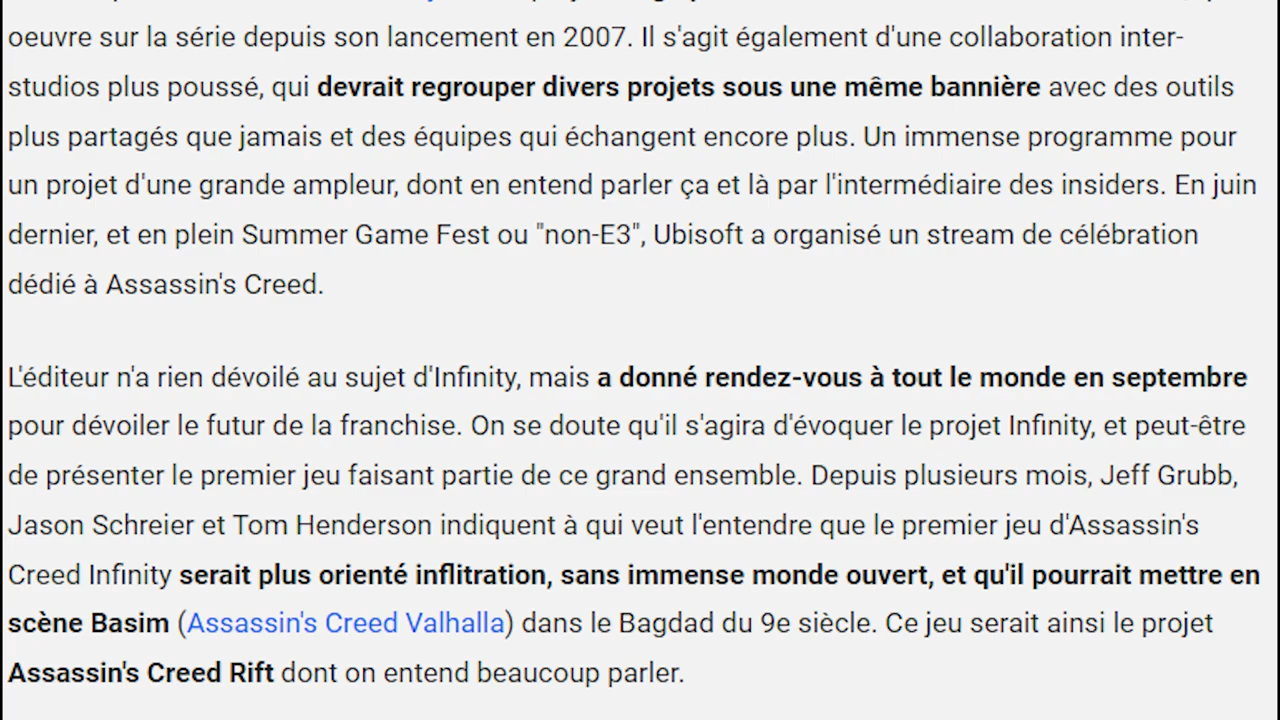 oeuvre sur la série depuis son lancement en 2007. Il s'agit également d'une collaboration inter-
studios plus poussé, qui devrait regrouper divers projets sous une même bannière avec des outils
plus partagés que jamais et des équipes qui échangent encore plus. Un immense programme pour
un projet d'une grande ampleur, dont en entend parler ça et là par l'intermédiaire des insiders. En juin
dernier, et en plein Summer Game Fest ou "non-E3", Ubisoft a organisé un stream de célébration
dédié à Assassin's Creed.
L'éditeur n'a rien dévoilé au sujet d'Infinity, mais a donné rendez-vous à tout le monde en septembre
pour dévoiler le futur de la franchise. On se doute qu'il s'agira d'évoquer le projet Infinity, et peut-être
de présenter le premier jeu faisant partie de ce grand ensemble. Depuis plusieurs mois, Jeff Grubb,
Jason Schreier et Tom Henderson indiquent à qui veut l'entendre que le premier jeu d'Assassin's
Creed Infinity serait plus orienté inflitration, sans immense monde ouvert, et qu'il pourrait mettre en
scène Basim (Assassin's Creed Valhalla) dans le Bagdad du 9e siècle. Ce jeu serait ainsi le projet
Assassin's Creed Rift dont on entend beaucoup parler.